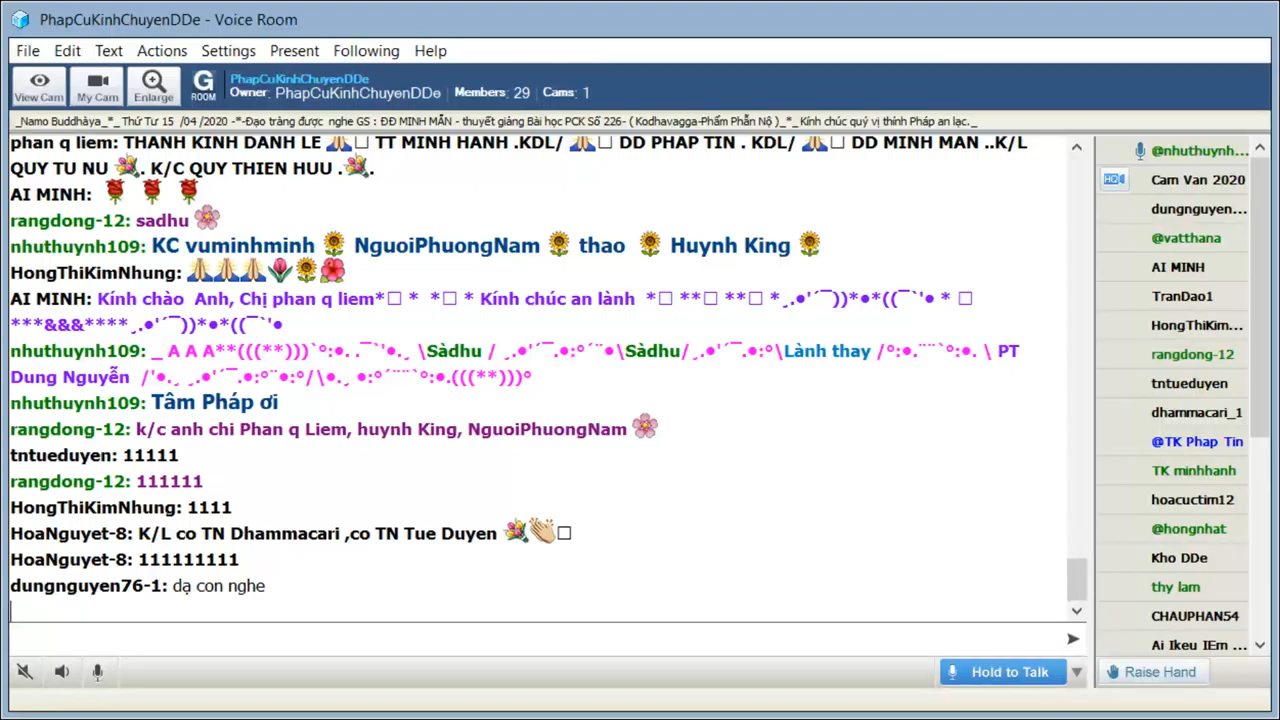 PhapCuKinhChuyenDDe - Voice Room
File Edit Text Actions Settings Present Following Help
View Cam My Cam Enlarge G ROOM PhapCuKinhChuyenDDe
Owner: PhapCuKinhChuyenDDe Members: 29 Cams: 1
_Namo Buddhàya_*_ Thứ Tư 15 /04 /2020 -*-Đạo tràng được nghe GS : ĐĐ MINH MẪN - thuyết giảng Bài học PCK Số 226- ( Kodhavagga-Phẩm Phẫn Nộ )_*_ Kính chúc quý vị thính Pháp an lạc._
phan q liem: THANH KINH DANH LE 🙏□ TT MINH HANH .KDL/ 🙏□ DD PHAP TIN . KDL/ 🙏□ DD MINH MAN ..K/L
QUY TU NU 💐. K/C QUY THIEN HUU .💐.
AI MINH: 🌹 🌹 🌹
rangdong-12: sadhu 🌸
nhuthuynh109: KC vuminhminh 🌻 NguoiPhuongNam 🌻 thao 🌻 Huynh King 🌻
HongThiKimNhung: 🙏🙏🙏🌷🌻🌺
AI MINH: Kính chào Anh, Chị phan q liem*□ * *□ * Kính chúc an lành *□ **□ **□ *¸.•'´¯))*•*((¯`'• * □
***&&&****¸.•'´¯))*•*((¯`'•
nhuthuynh109: _ A A A**(((**)))`°:•. .¯`'•.¸ \Sàdhu / ¸.•'´¯.•:°´¨•\Sàdhu/¸.•'´¯.•:°\Lành thay /°:•.¨¨`°:•. \ PT
Dung Nguyễn /'•.¸ ¸.•'´¯.•:°¨•:°/\•.¸ •:°´¨¨`°:•.(((**)))°
nhuthuynh109: Tâm Pháp ơi
rangdong-12: k/c anh chi Phan q Liem, huynh King, NguoiPhuongNam 🌸
tntueduyen: 11111
rangdong-12: 111111
HongThiKimNhung: 1111
HoaNguyet-8: K/L co TN Dhammacari ,co TN Tue Duyen 💐👏□
HoaNguyet-8: 111111111
dungnguyen76-1: dạ con nghe
Hold to Talk
Raise Hand
@nhuthuynh...
HQ Cam Van 2020
dungnguyen...
@vatthana
AI MINH
TranDao1
HongThiKim...
rangdong-12
tntueduyen
dhammacari_1
@TK Phap Tin
TK minhhanh
hoacuctim12
@hongnhat
Kho DDe
thy lam
CHAUPHAN54
Ai Ikeu IEm ...